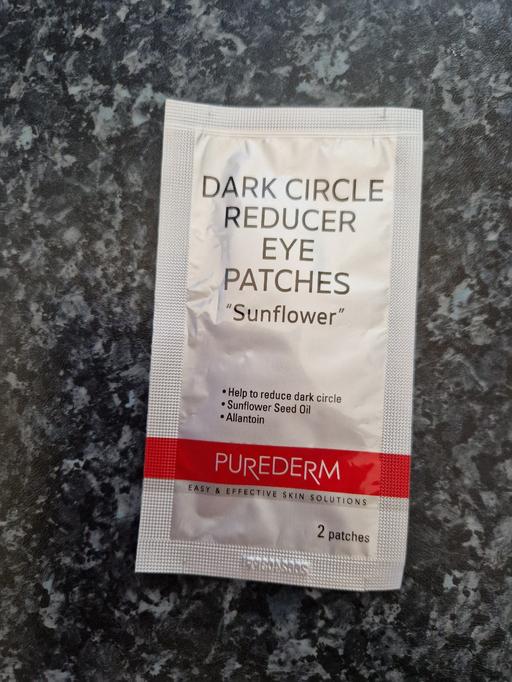 DARK CIRCLE
REDUCER
EYE
PATCHES
"Sunflower"
• Help to reduce dark circle
• Sunflower Seed Oil
• Allantoin
PUREDERM
EASY & EFFECTIVE SKIN SOLUTIONS
2 patches